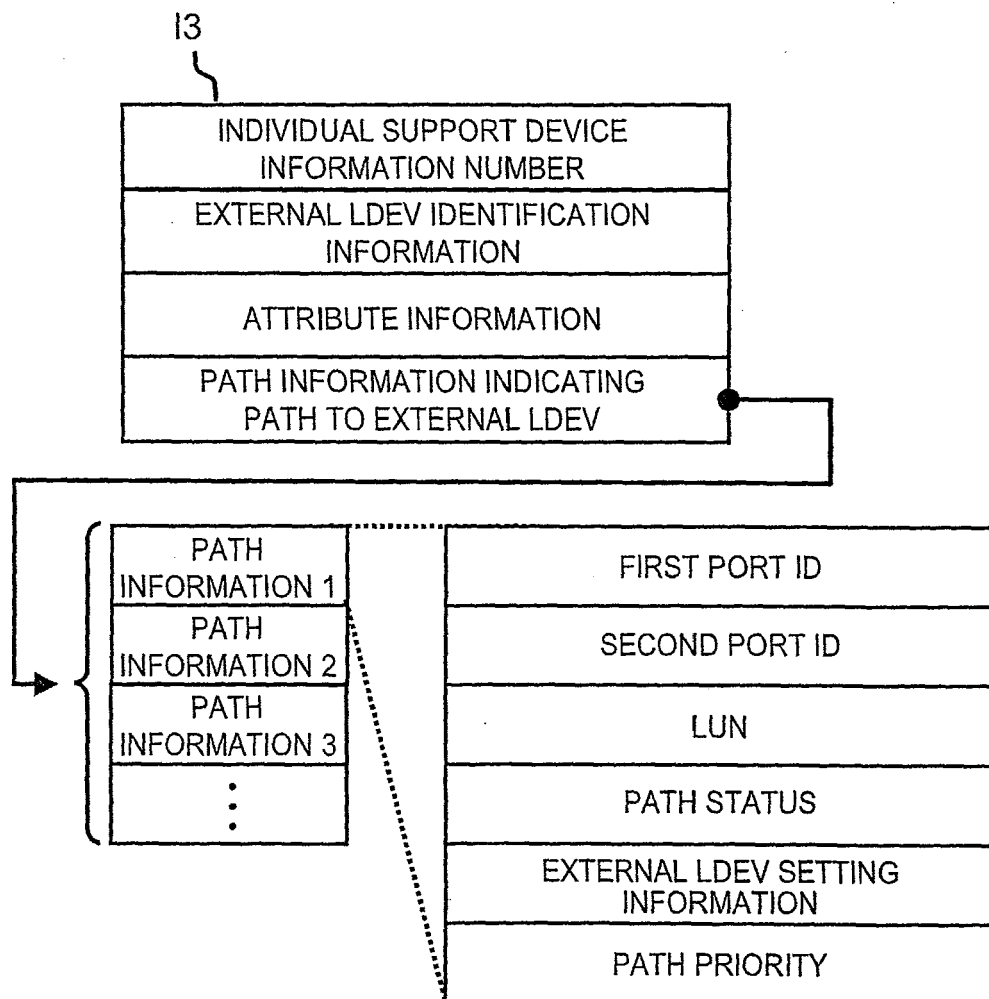 I3
INDIVIDUAL SUPPORT DEVICE
INFORMATION NUMBER
EXTERNAL LDEV IDENTIFICATION
INFORMATION
ATTRIBUTE INFORMATION
PATH INFORMATION INDICATING
PATH TO EXTERNAL LDEV
PATH
INFORMATION 1
PATH
INFORMATION 2
PATH
INFORMATION 3
FIRST PORT ID
SECOND PORT ID
LUN
PATH STATUS
EXTERNAL LDEV SETTING
INFORMATION
PATH PRIORITY